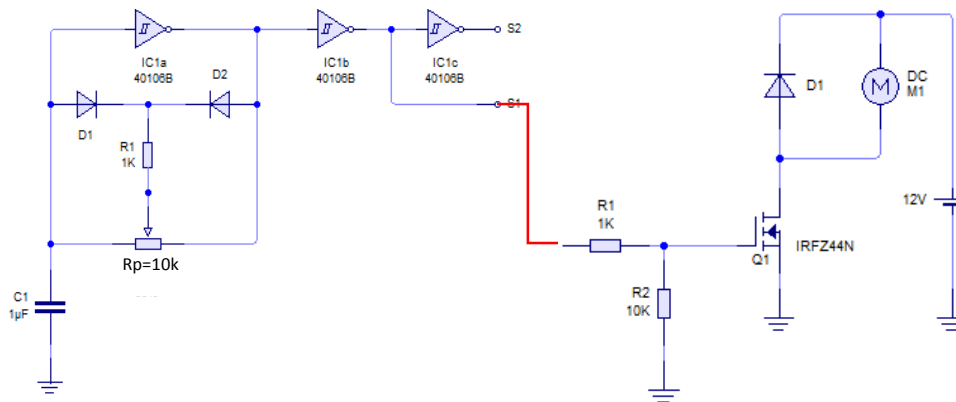 S2
IC1a
40106B
IC1b
40106B
IC1c
40106B
D2
D1
S1
R1
1K
Rp=10k
C1
1µF
R1
1K
R2
10K
Q1
IRFZ44N
D1
DC
M1
M
12V